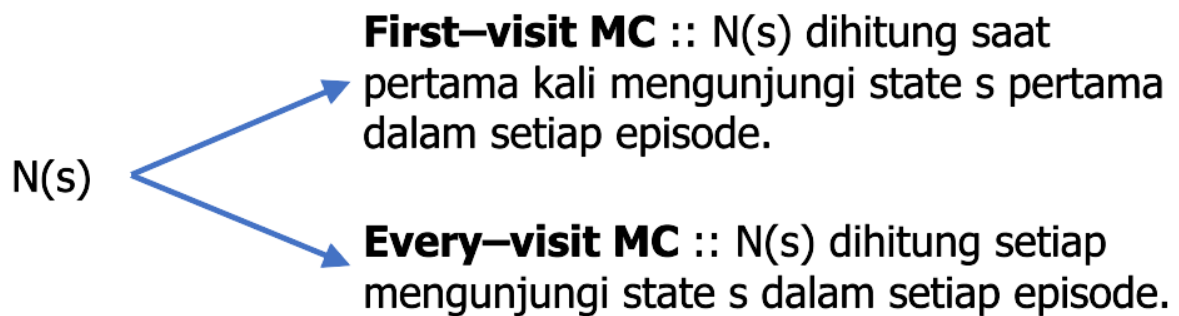 First–visit MC :: N(s) dihitung saat
pertama kali mengunjungi state s pertama
dalam setiap episode.
N(s)
Every–visit MC :: N(s) dihitung setiap
mengunjungi state s dalam setiap episode.